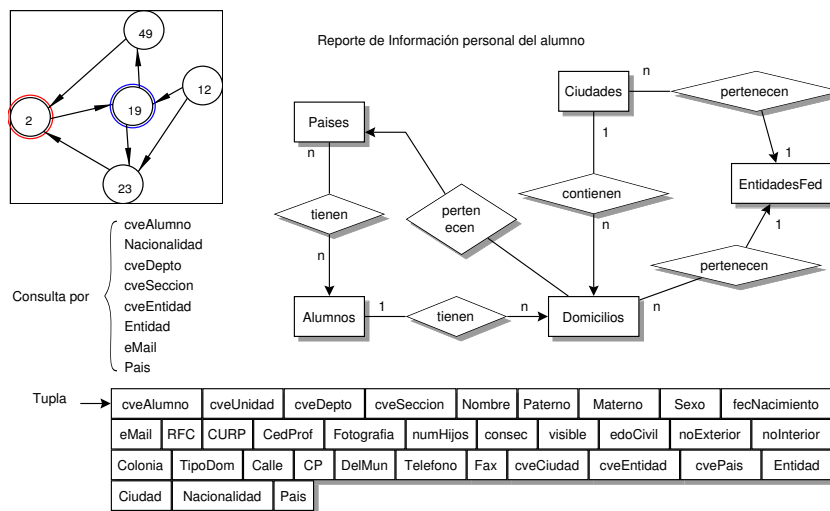 49
12
2
19
23
Reporte de Información personal del alumno
Ciudades
n
pertenecen
1
Paises
n
1
EntidadesFed
tienen
perten
ecen
contienen
n
n
1
pertenecen
Alumnos
1
tienen
n
Domicilios
n
Consulta por
cveAlumno
Nacionalidad
cveDepto
cveSeccion
cveEntidad
Entidad
eMail
Pais
Tupla
cveAlumno cveUnidad cveDepto cveSeccion Nombre Paterno Materno Sexo fecNacimiento
eMail RFC CURP CedProf Fotografia numHijos consec visible edoCivil noExterior noInterior
Colonia TipoDom Calle CP DelMun Telefono Fax cveCiudad cveEntidad cvePais Entidad
Ciudad Nacionalidad Pais